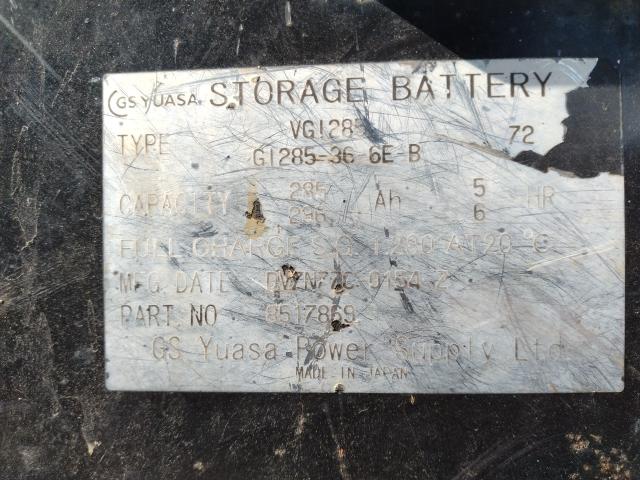 GS YUASA STORAGE BATTERY
VG1285 72
TYPE
G1285-36 6E-B
285 5
CAPACITY Ah HR
296 6
FULL CHARGE S.G. 1.280 AT 20°C
MFG. DATE
PART. NO 8517869
GS Yuasa Power Supply Ltd
MADE IN JAPAN